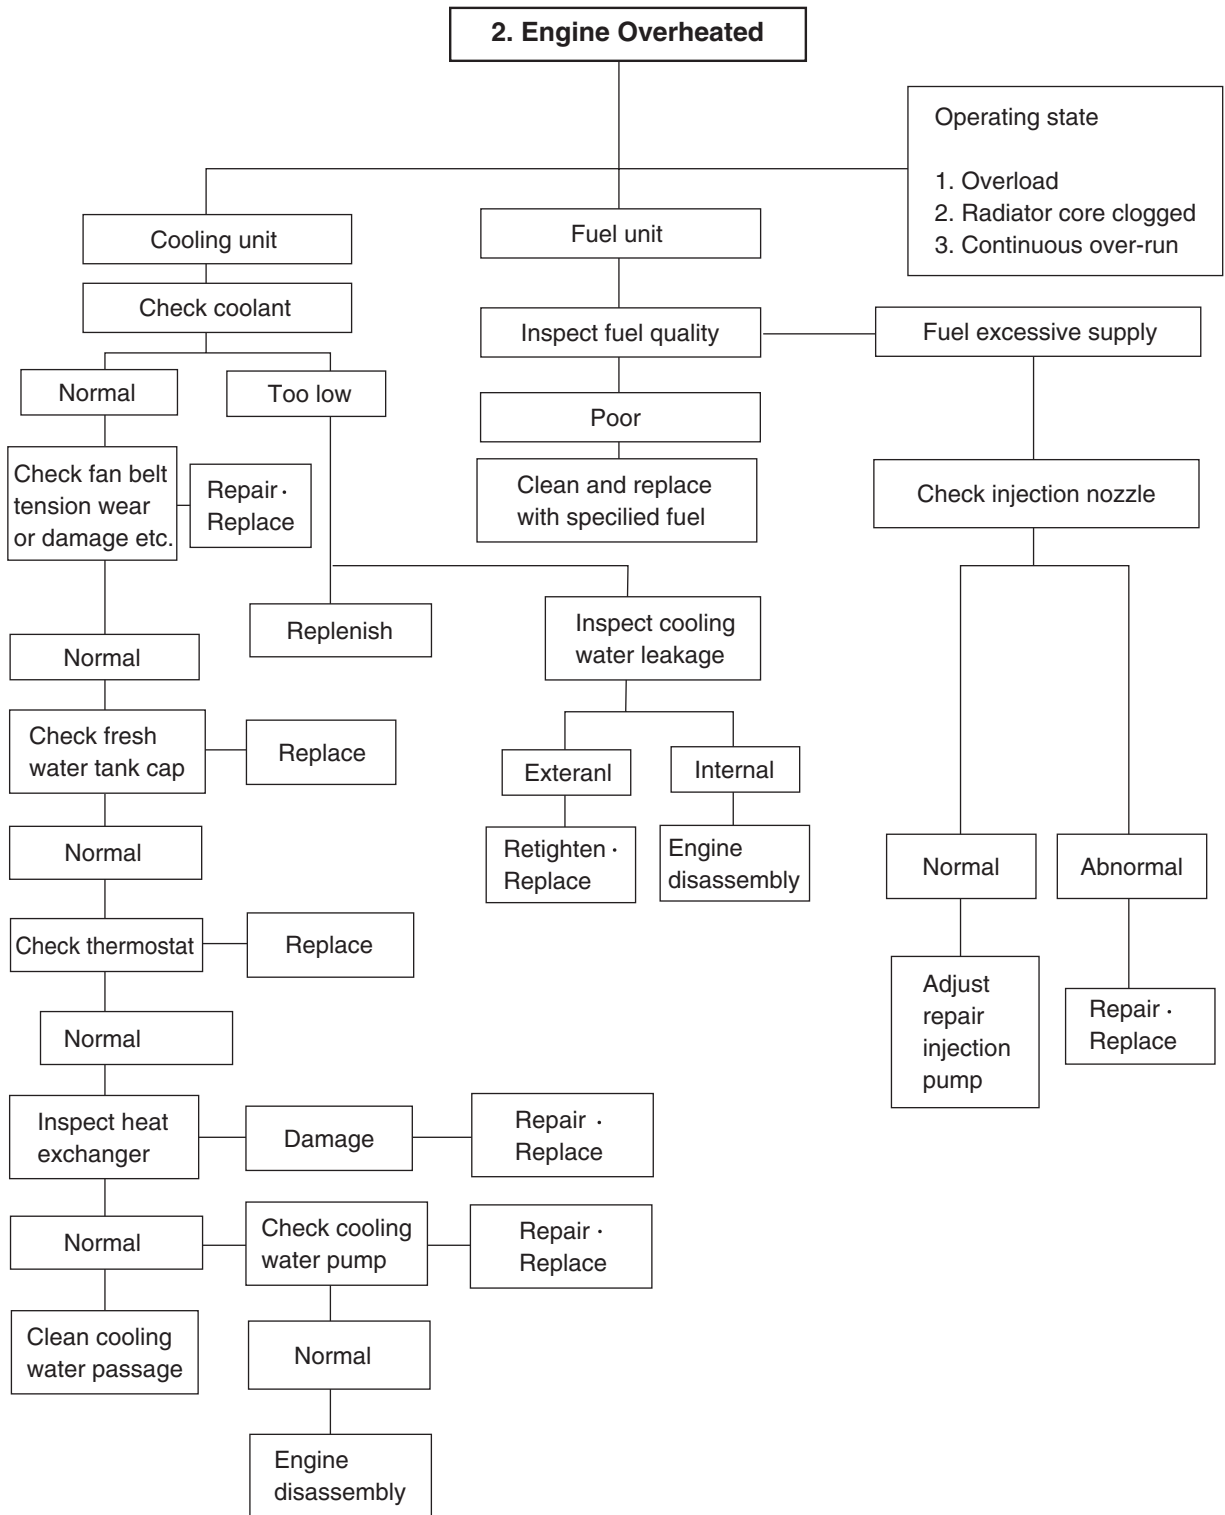 2. Engine Overheated
Operating state
1. Overload
2. Radiator core clogged
3. Continuous over-run
Cooling unit
Fuel unit
Check coolant
Inspect fuel quality
Fuel excessive supply
Normal
Too low
Poor
Check fan belt
tension wear
or damage etc.
Repair ·
Replace
Clean and replace
with specilied fuel
Check injection nozzle
Replenish
Inspect cooling
water leakage
Normal
Check fresh
water tank cap
Replace
Exteranl
Internal
Normal
Retighten ·
Replace
Engine
disassembly
Normal
Abnormal
Check thermostat
Replace
Adjust
repair
injection
pump
Repair ·
Replace
Normal
Inspect heat
exchanger
Damage
Repair ·
Replace
Normal
Check cooling
water pump
Repair ·
Replace
Clean cooling
water passage
Normal
Engine
disassembly